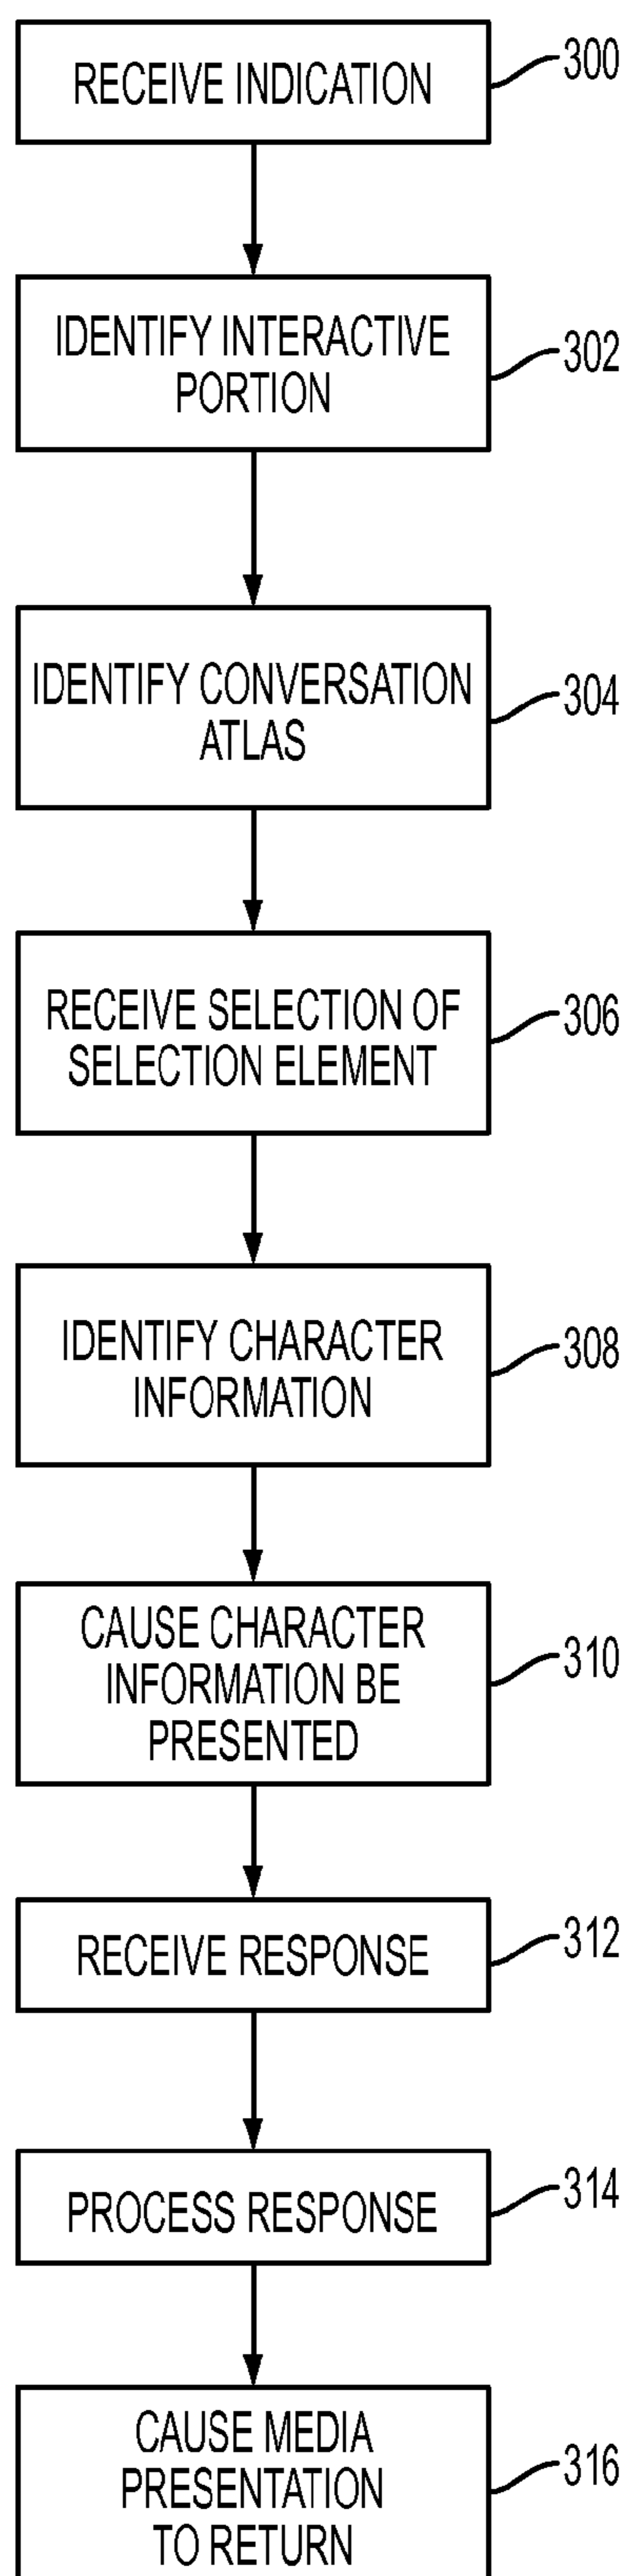 RECEIVE INDICATION
300
IDENTIFY INTERACTIVE
PORTION
302
IDENTIFY CONVERSATION
ATLAS
304
RECEIVE SELECTION OF
SELECTION ELEMENT
306
IDENTIFY CHARACTER
INFORMATION
308
CAUSE CHARACTER
INFORMATION BE
PRESENTED
310
RECEIVE RESPONSE
312
PROCESS RESPONSE
314
CAUSE MEDIA
PRESENTATION
TO RETURN
316